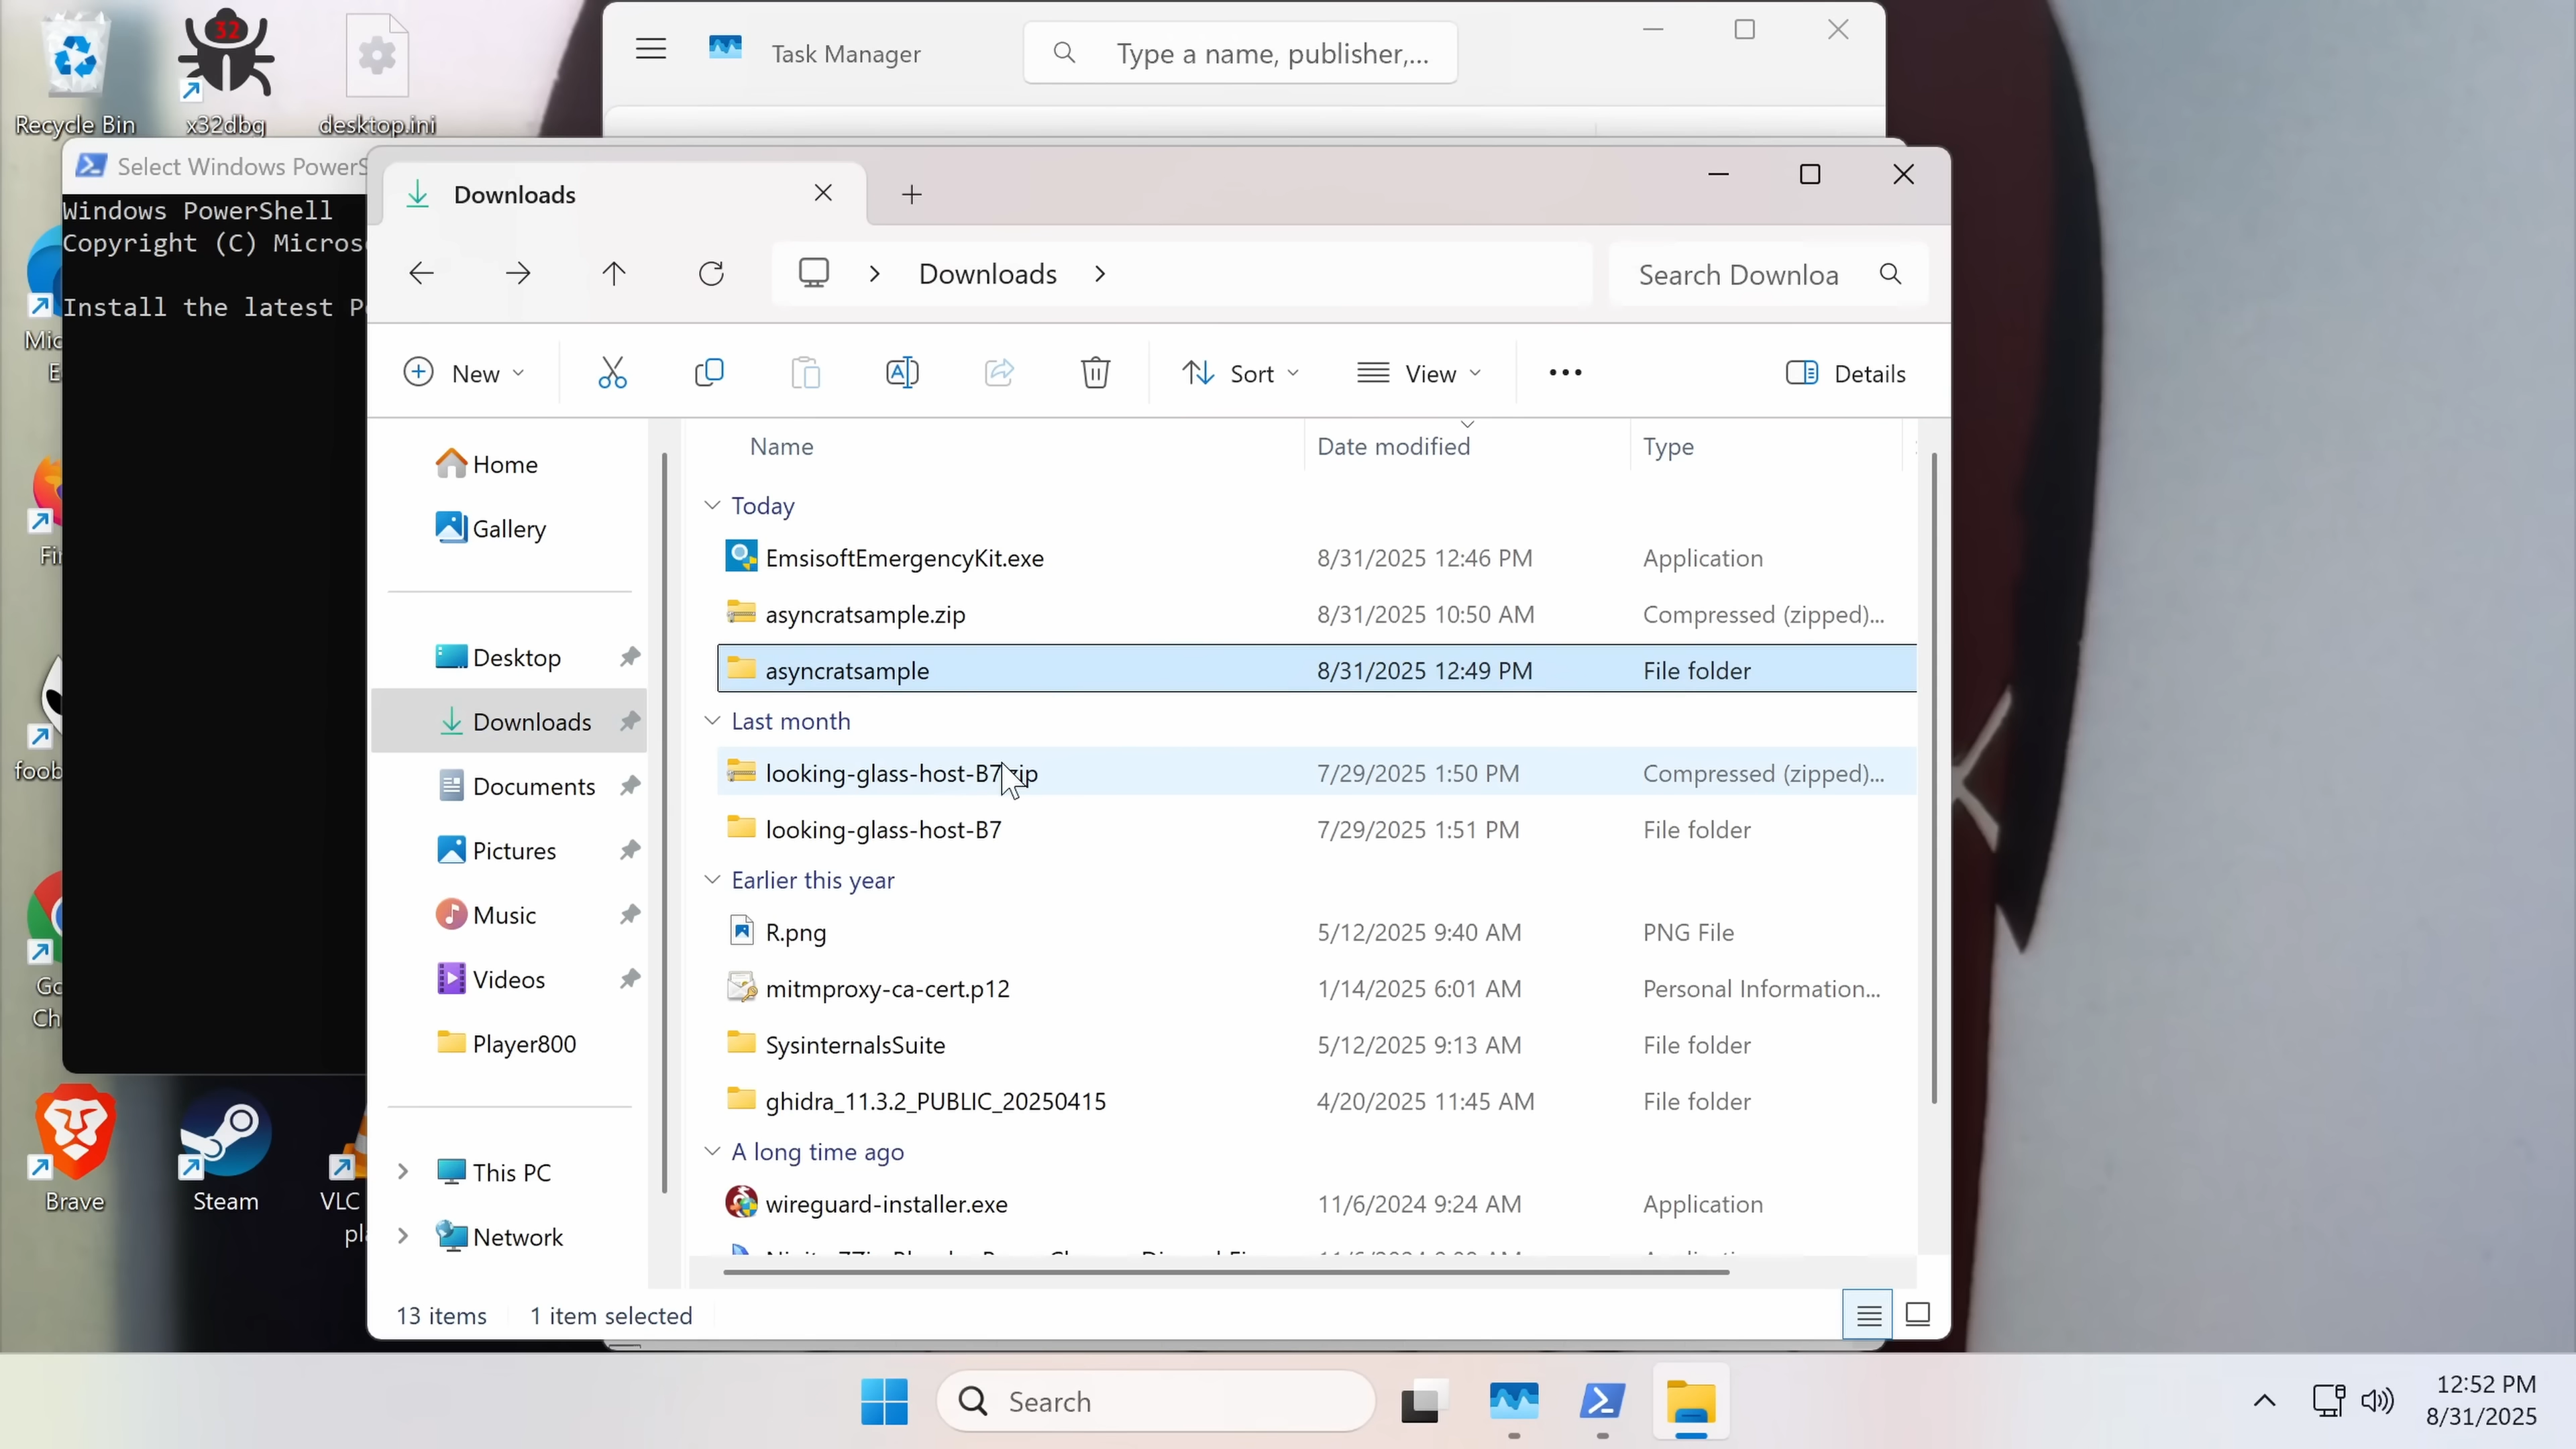 32
Recycle Bin
x32dbg
desktop.ini
Task Manager
Type a name, publisher,...
Select Windows PowerS
Windows PowerShell
Copyright (C) Micros
Install the latest P
Mic
E
Fi
foob
Ch
Brave
Steam
VLC
pl
Downloads
Downloads
Search Downloa
New
Sort
View
Details
Home
Gallery
Desktop
Downloads
Documents
Pictures
Music
Videos
Player800
This PC
Network
Name Date modified Type
Today
EmsisoftEmergencyKit.exe 8/31/2025 12:46 PM Application
asyncratsample.zip 8/31/2025 10:50 AM Compressed (zipped)...
asyncratsample 8/31/2025 12:49 PM File folder
Last month
looking-glass-host-B7.zip 7/29/2025 1:50 PM Compressed (zipped)...
looking-glass-host-B7 7/29/2025 1:51 PM File folder
Earlier this year
R.png 5/12/2025 9:40 AM PNG File
mitmproxy-ca-cert.p12 1/14/2025 6:01 AM Personal Information...
SysinternalsSuite 5/12/2025 9:13 AM File folder
ghidra_11.3.2_PUBLIC_20250415 4/20/2025 11:45 AM File folder
A long time ago
wireguard-installer.exe 11/6/2024 9:24 AM Application
13 items 1 item selected
Search
12:52 PM
8/31/2025